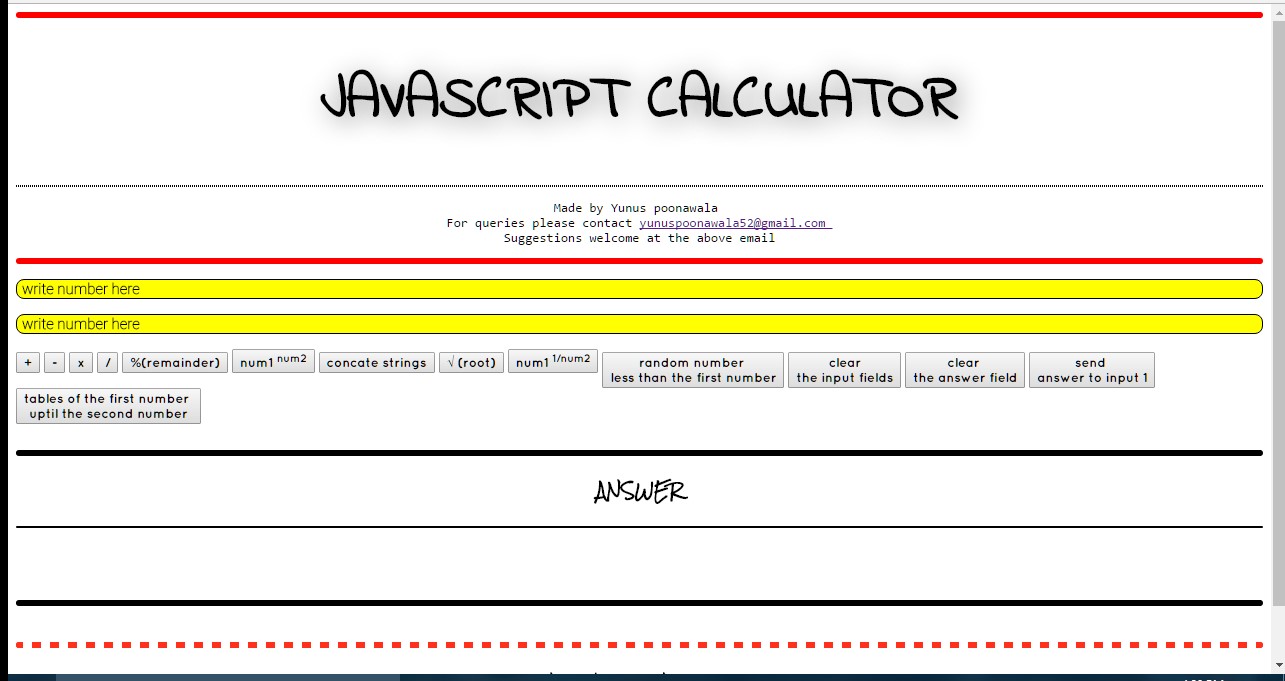 JAVASCRIPT CALCULATOR
Made by Yunus poonawala
For queries please contact yunuspoonawala52@gmail.com
Suggestions welcome at the above email
write number here
write number here
+ - x / %(remainder) num1 num2 concate strings √ (root) num1 1/num2
random number
less than the first number
clear
the input fields
clear
the answer field
send
answer to input 1
tables of the first number
uptil the second number
ANSWER